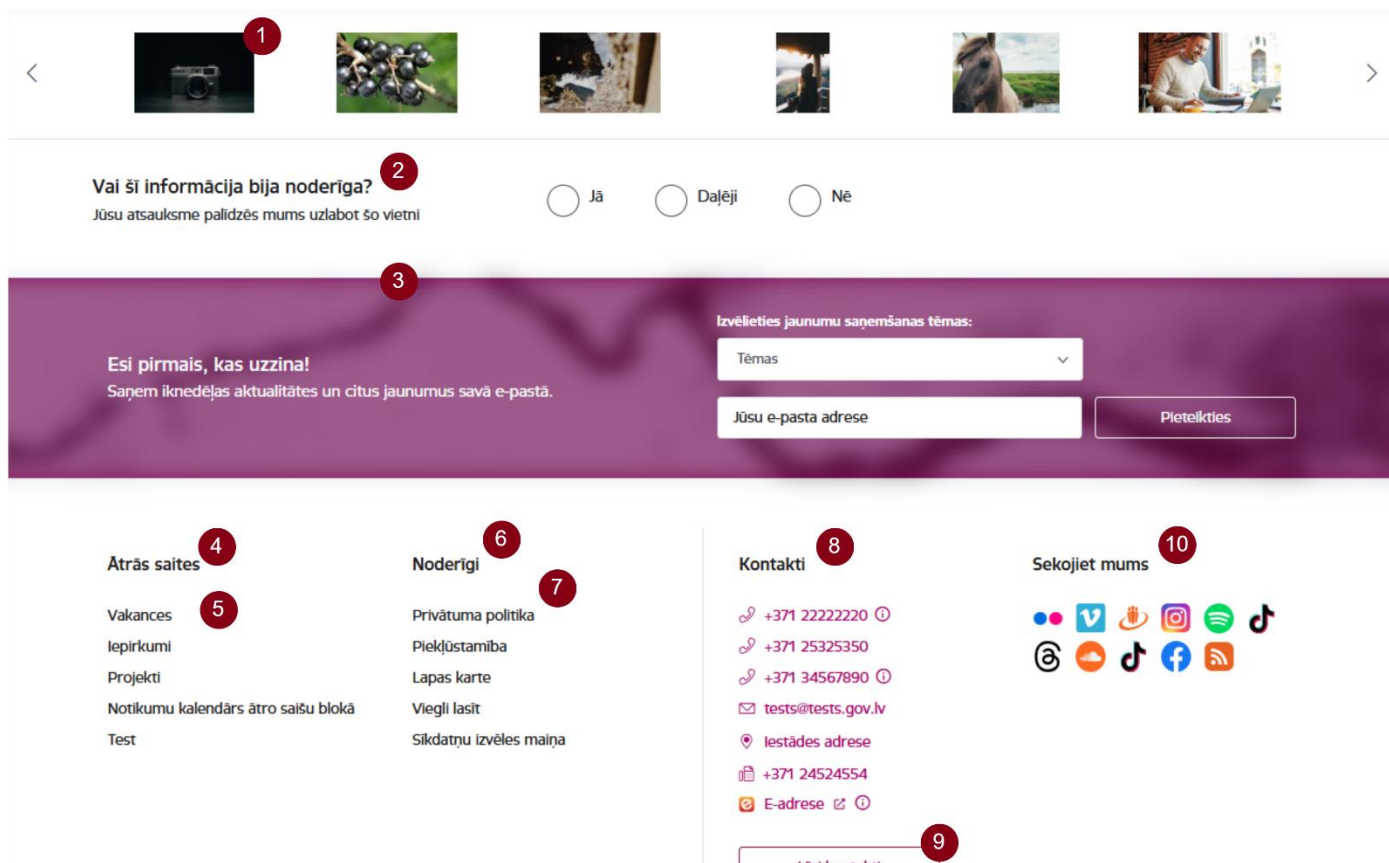 1
2
Vai šī informācija bija noderīga?
Jūsu atsauksme palīdzēs mums uzlabot šo vietni
Jā
Daļēji
Nē
3
Esi pirmais, kas uzzina!
Saņem iknedēļas aktualitātes un citus jaunumus savā e-pastā.
Izvēlieties jaunumu saņemšanas tēmas:
Tēmas
Jūsu e-pasta adrese
Pieteikties
4
Ātrās saites
5
Vakances
Iepirkumi
Projekti
Notikumu kalendārs ātro saišu blokā
Test
6
Noderīgi
7
Privātuma politika
Piekļūstamība
Lapas karte
Viegli lasīt
Sīkdatņu izvēles maiņa
8
Kontakti
+371 22222220
+371 25325350
+371 34567890
tests@tests.gov.lv
Iestādes adrese
+371 24524554
E-adrese
9
10
Sekojiet mums